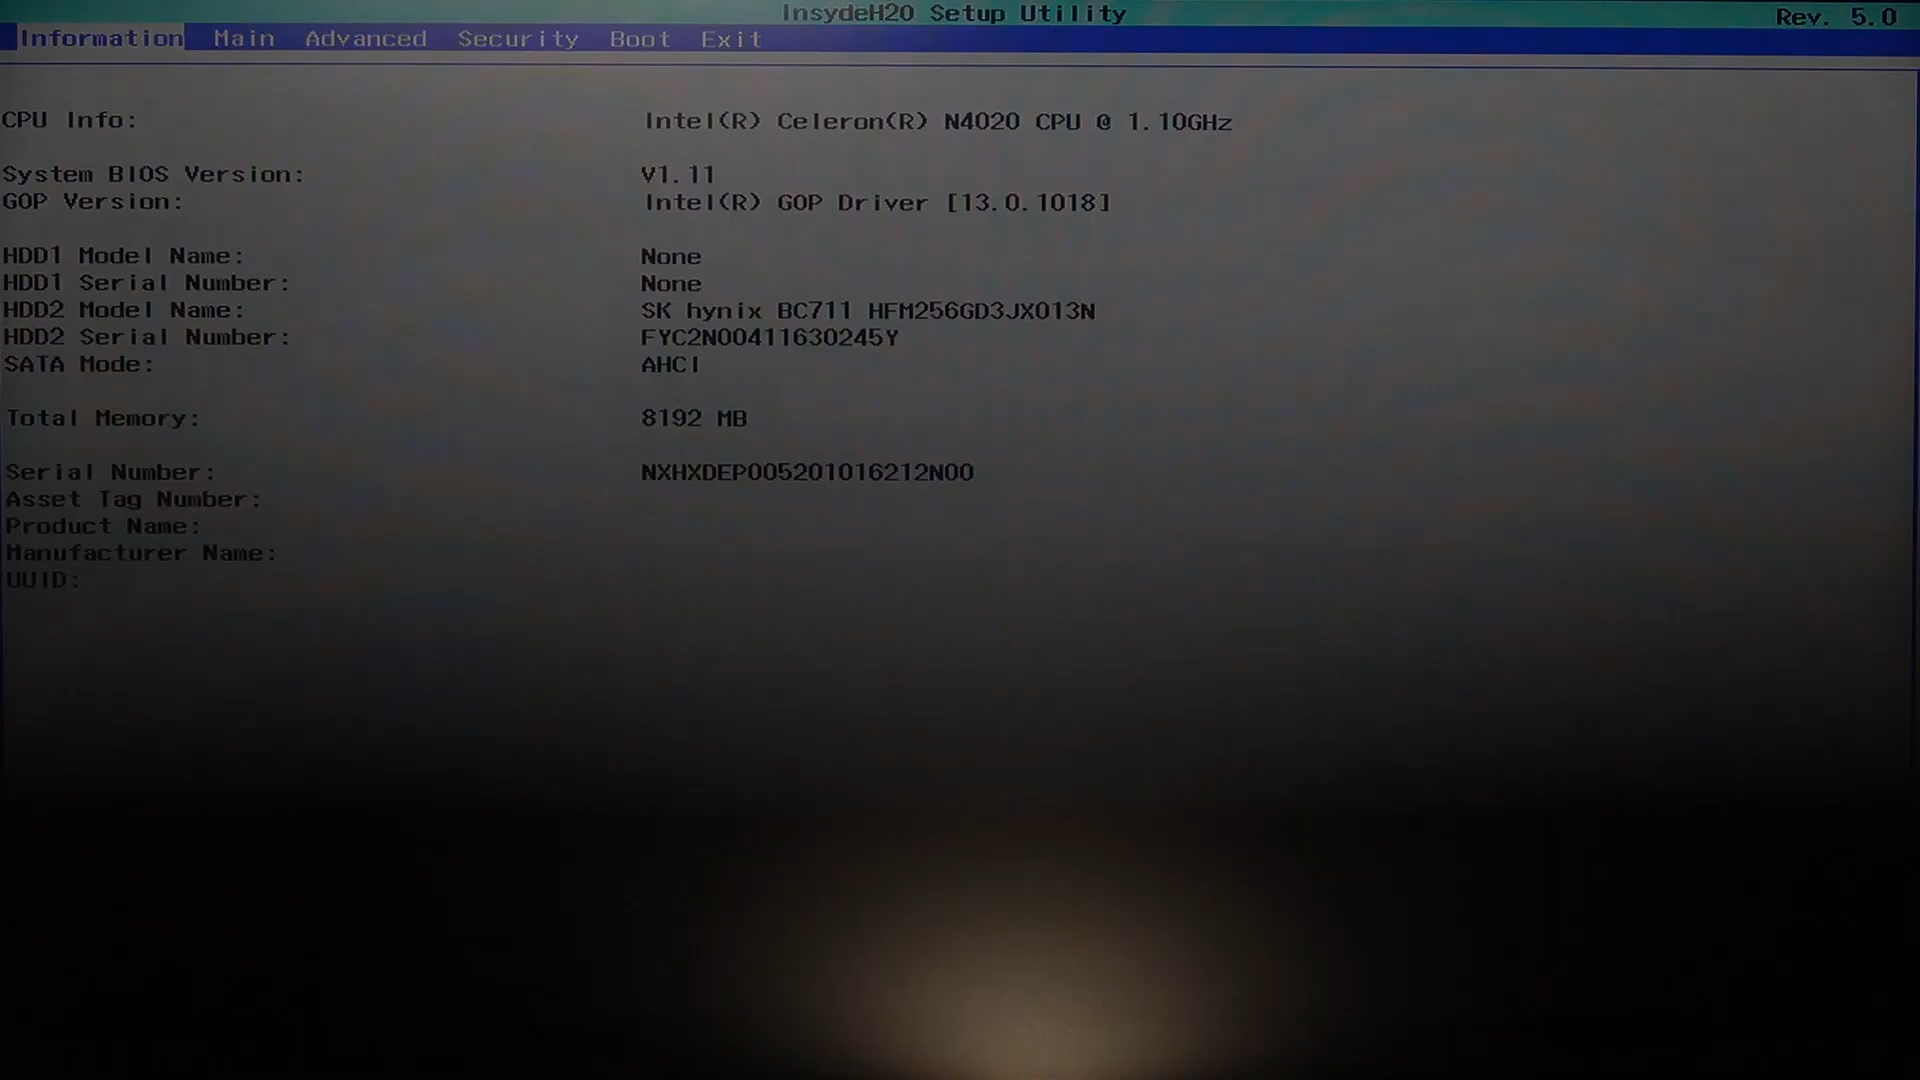 InsydeH20 Setup Utility
Rev. 5.0
Information Main Advanced Security Boot Exit
CPU Info: Intel(R) Celeron(R) N4020 CPU @ 1.10GHz
System BIOS Version: V1.11
GOP Version: Intel(R) GOP Driver [13.0.1018]
HDD1 Model Name: None
HDD1 Serial Number: None
HDD2 Model Name: SK hynix BC711 HFM256GD3JX013N
HDD2 Serial Number: FYC2N00411630245Y
SATA Mode: AHCI
Total Memory: 8192 MB
Serial Number: NXHXDEP005201016212N00
Asset Tag Number:
Product Name:
Manufacturer Name:
UUID: